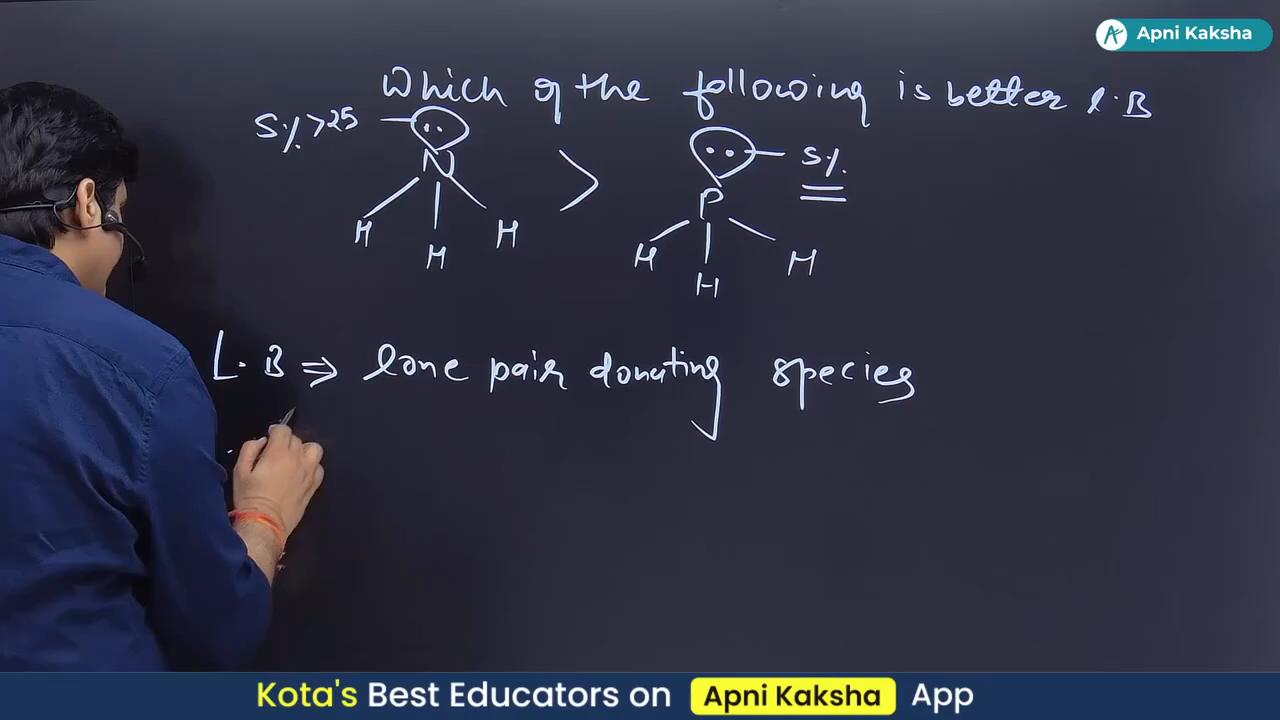 Apni Kaksha
Which of the following is better l.B
S% >25 N H H H > P H H H S%
L.B ⇒ lone pair donating species
Kota's Best Educators on Apni Kaksha App